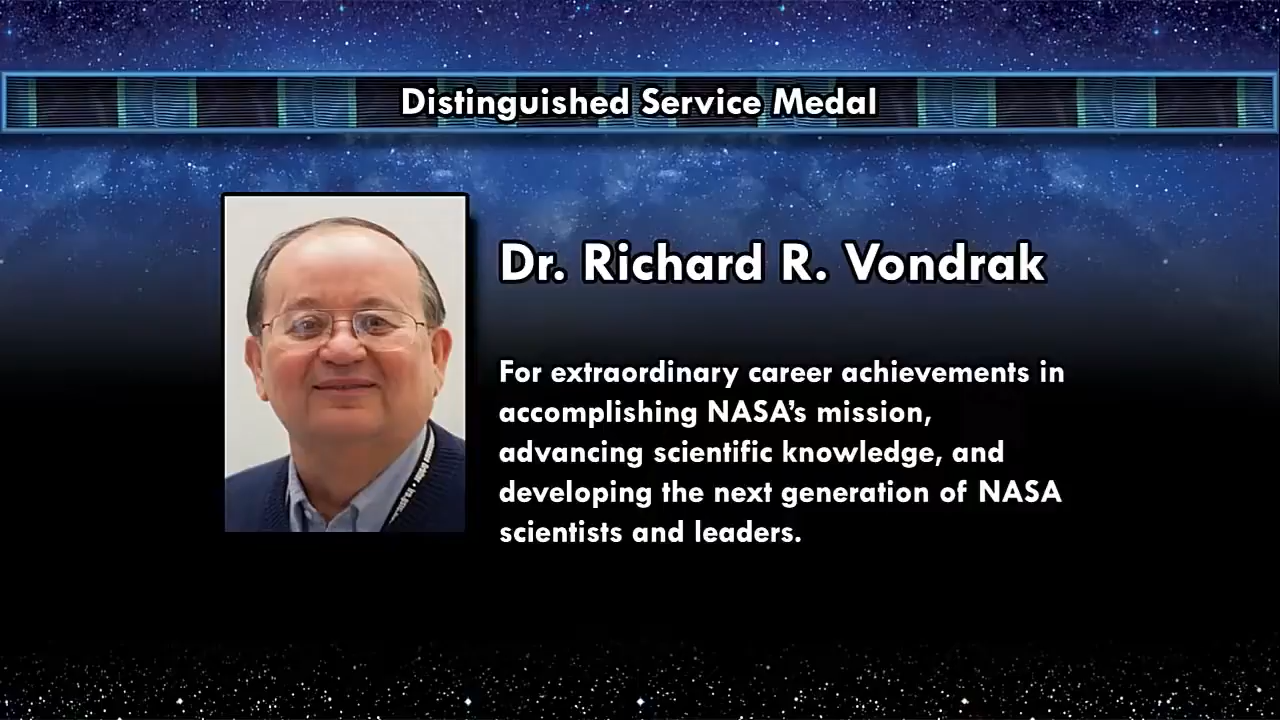 Distinguished Service Medal
Dr. Richard R. Vondrak
For extraordinary career achievements in
accomplishing NASA's mission,
advancing scientific knowledge, and
developing the next generation of NASA
scientists and leaders.